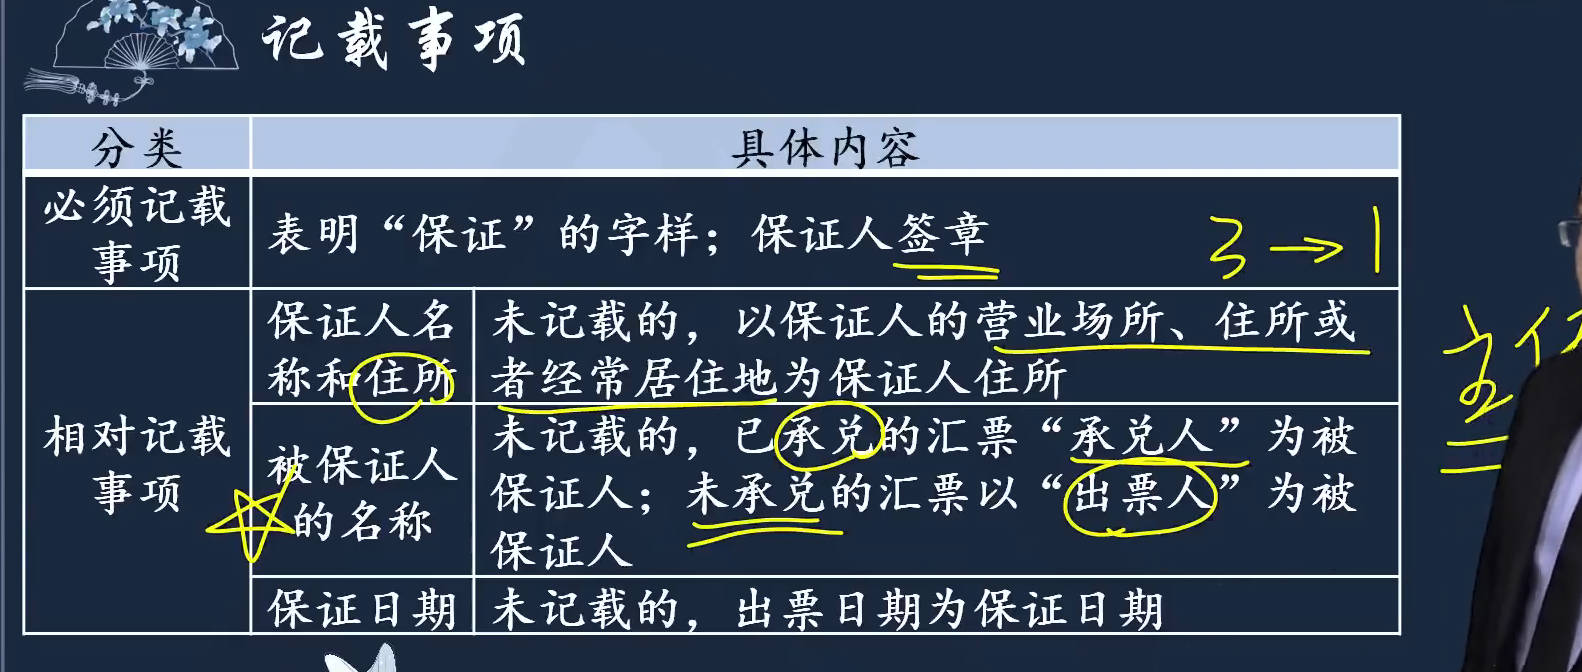 记载事项
分类 具体内容
必须记载
事项
表明“保证”的字样；保证人签章
3→1
相对记载
事项
保证人名
称和住所
未记载的，以保证人的营业场所、住所或
者经常居住地为保证人住所
被保证人
的名称
未记载的，已承兑的汇票“承兑人”为被
保证人；未承兑的汇票以“出票人”为被
保证人
保证日期
未记载的，出票日期为保证日期
主